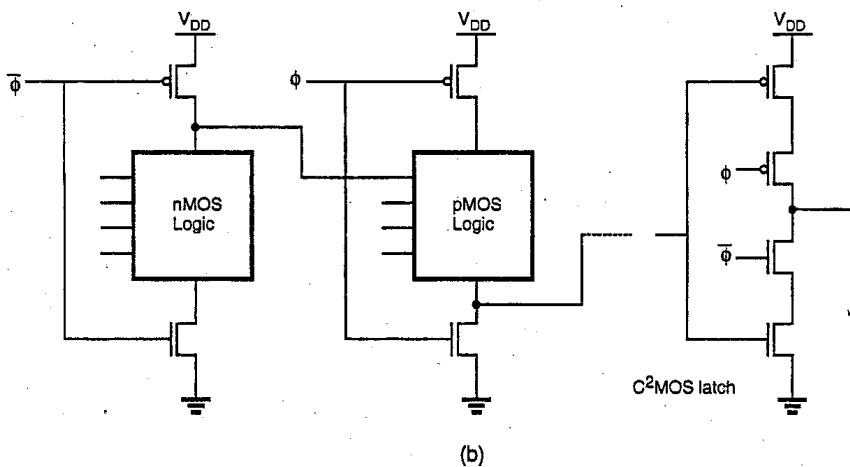 V_DD
V_DD
V_DD
ϕ̅
ϕ
nMOS
Logic
pMOS
Logic
ϕ
ϕ̅
C²MOS latch
(b)